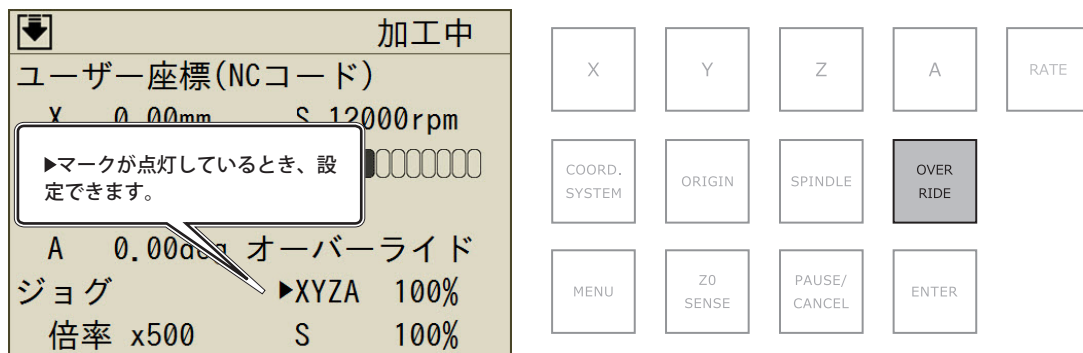 加工中
ユーザー座標(NCコード)
X 0.00mm S 12000rpm
▶マークが点灯しているとき、設
定できます。
A 0.00deg オーバーライド
ジョグ ▶XYZA 100%
倍率 x500 S 100%
X Y Z A RATE
COORD.
SYSTEM
ORIGIN
SPINDLE
OVER
RIDE
MENU
Z0
SENSE
PAUSE/
CANCEL
ENTER